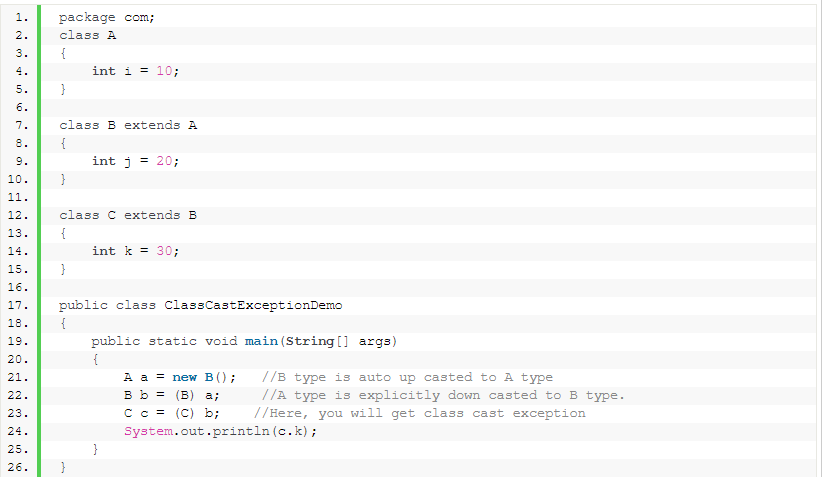 1. package com;
2. class A
3. {
4.     int i = 10;
5. }
6.
7. class B extends A
8. {
9.     int j = 20;
10. }
11.
12. class C extends B
13. {
14.     int k = 30;
15. }
16.
17. public class ClassCastExceptionDemo
18. {
19.     public static void main(String[] args)
20.     {
21.         A a = new B();   //B type is auto up casted to A type
22.         B b = (B) a;     //A type is explicitly down casted to B type.
23.         C c = (C) b;    //Here, you will get class cast exception
24.         System.out.println(c.k);
25.     }
26. }